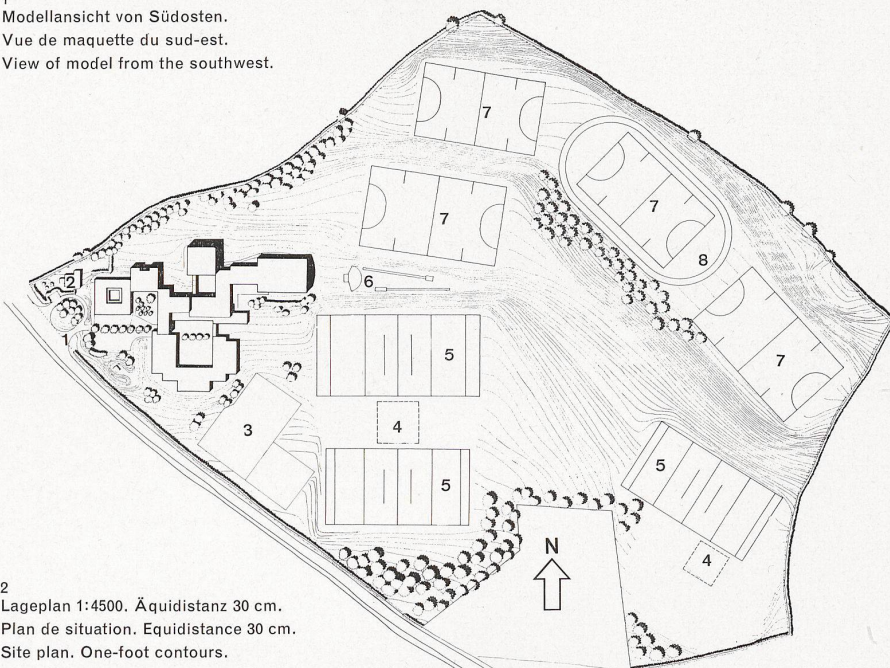 1
Modellansicht von Südosten.
Vue de maquette du sud-est.
View of model from the southwest.
7
7
7
8
2
6
1
5
7
3
4
5
5
4
N
2
Lageplan 1:4500. Äquidistanz 30 cm.
Plan de situation. Equidistance 30 cm.
Site plan. One-foot contours.